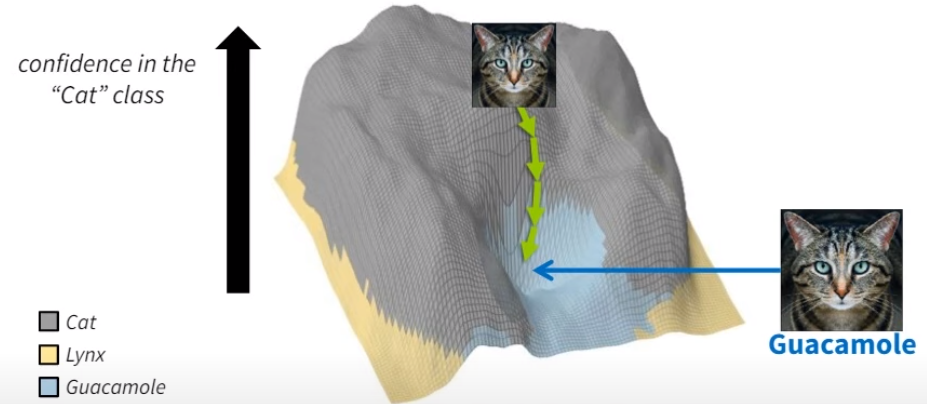 confidence in the
“Cat” class
Cat
Lynx
Guacamole
Guacamole